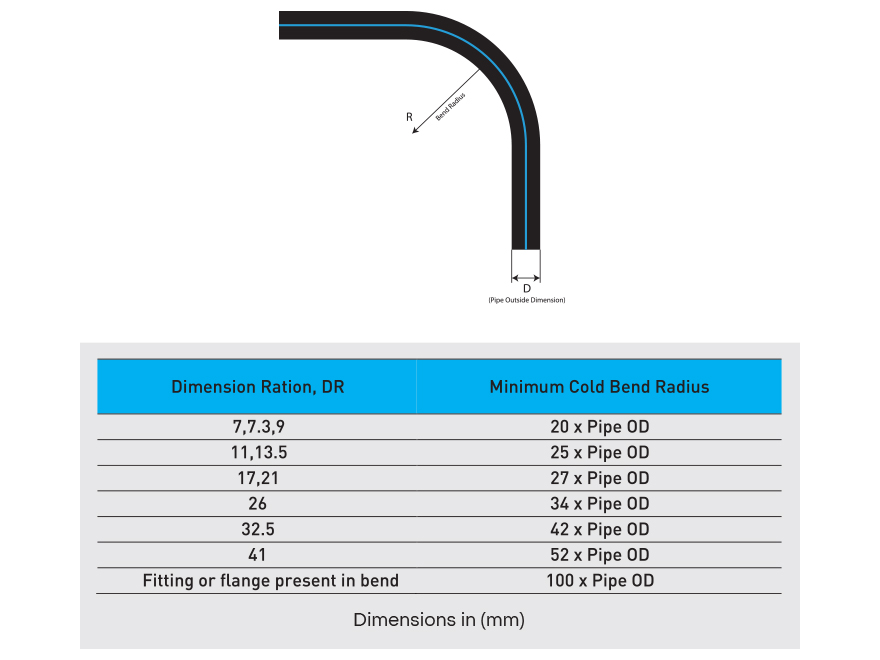 R
Bend Radius
D
(Pipe Outside Dimension)
Dimension Ration, DR Minimum Cold Bend Radius
7,7.3,9 20 x Pipe OD
11,13.5 25 x Pipe OD
17,21 27 x Pipe OD
26 34 x Pipe OD
32.5 42 x Pipe OD
41 52 x Pipe OD
Fitting or flange present in bend 100 x Pipe OD
Dimensions in (mm)